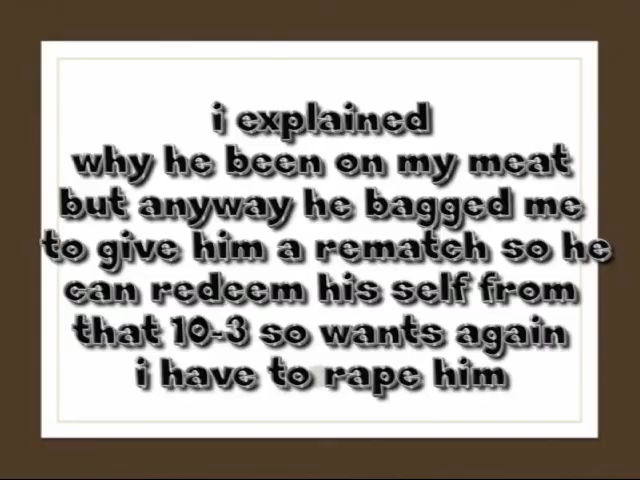 i explained
why he been on my meat
but anyway he bagged me
to give him a rematch so he
can redeem his self from
that 10-3 so wants again
i have to rape him